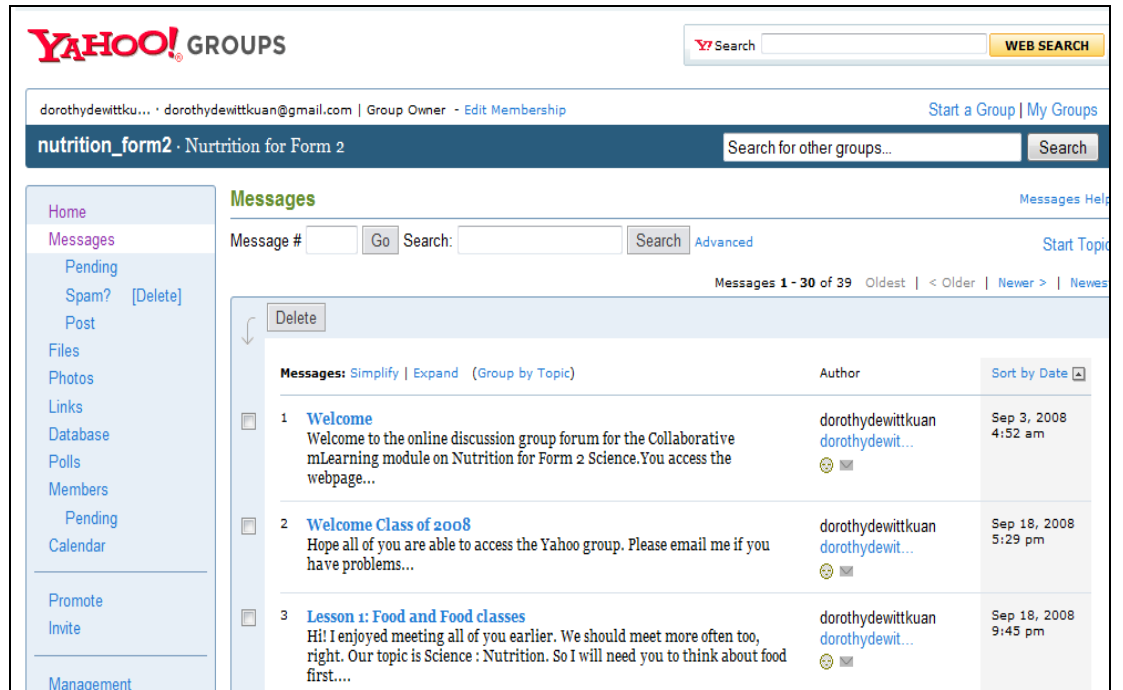 YAHOO! GROUPS
Y! Search WEB SEARCH
dorothydewittku... · dorothydewittkuan@gmail.com | Group Owner - Edit Membership
Start a Group | My Groups
nutrition_form2 · Nurtrition for Form 2
Search for other groups... Search
Home
Messages
Pending
Spam? [Delete]
Post
Files
Photos
Links
Database
Polls
Members
Pending
Calendar
Promote
Invite
Management
Messages
Messages Help
Message # Go Search: Search Advanced
Start Topic
Messages 1 - 30 of 39 Oldest | < Older | Newer > | Newes
Delete
Messages: Simplify | Expand (Group by Topic) Author Sort by Date
1 Welcome
Welcome to the online discussion group forum for the Collaborative
mLearning module on Nutrition for Form 2 Science.You access the
webpage...
dorothydewittkuan
dorothydewit...
Sep 3, 2008
4:52 am
2 Welcome Class of 2008
Hope all of you are able to access the Yahoo group. Please email me if you
have problems...
dorothydewittkuan
dorothydewit...
Sep 18, 2008
5:29 pm
3 Lesson 1: Food and Food classes
Hi! I enjoyed meeting all of you earlier. We should meet more often too,
right. Our topic is Science : Nutrition. So I will need you to think about food
first....
dorothydewittkuan
dorothydewit...
Sep 18, 2008
9:45 pm